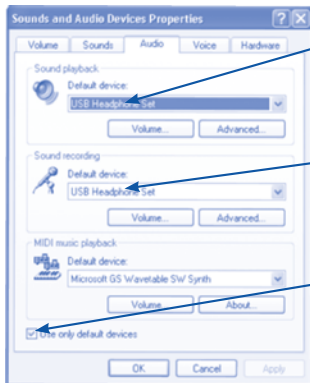 Sounds and Audio Devices Properties
Volume Sounds Audio Voice Hardware
Sound playback
Default device:
USB Headphone Set
Volume... Advanced...
Sound recording
Default device:
USB Headphone Set
Volume... Advanced...
MIDI music playback
Default device:
Microsoft GS Wavetable SW Synth
Volume... About...
Use only default devices
OK Cancel Apply